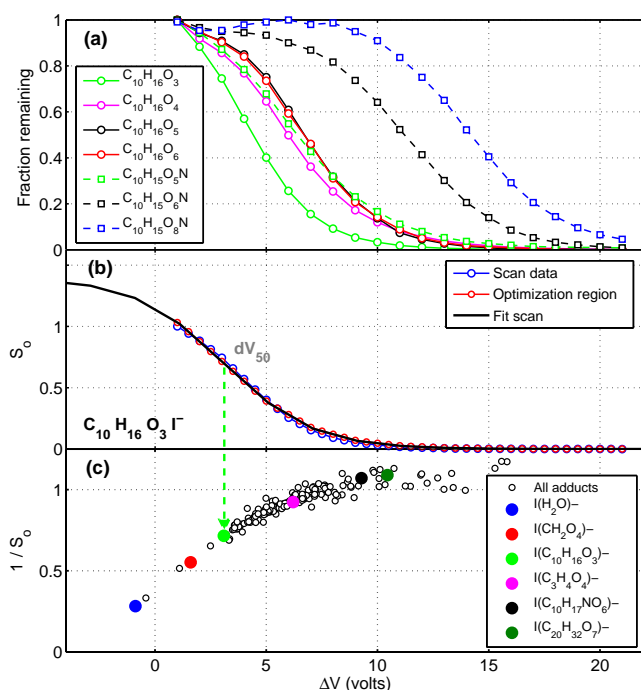 (a)
Fraction remaining
1
0.8
0.6
0.4
0.2
0
C10H16O3
C10H16O4
C10H16O5
C10H16O6
C10H15O5N
C10H15O6N
C10H15O8N
(b)
So
1
0.5
0
Scan data
Optimization region
Fit scan
dV50
C10 H16 O3 I−
(c)
1 / So
1
0.5
0
All adducts
I(H2O)−
I(CH2O4)−
I(C10H16O3)−
I(C3H4O4)−
I(C10H17NO6)−
I(C20H32O7)−
0 5 10 15 20
ΔV (volts)